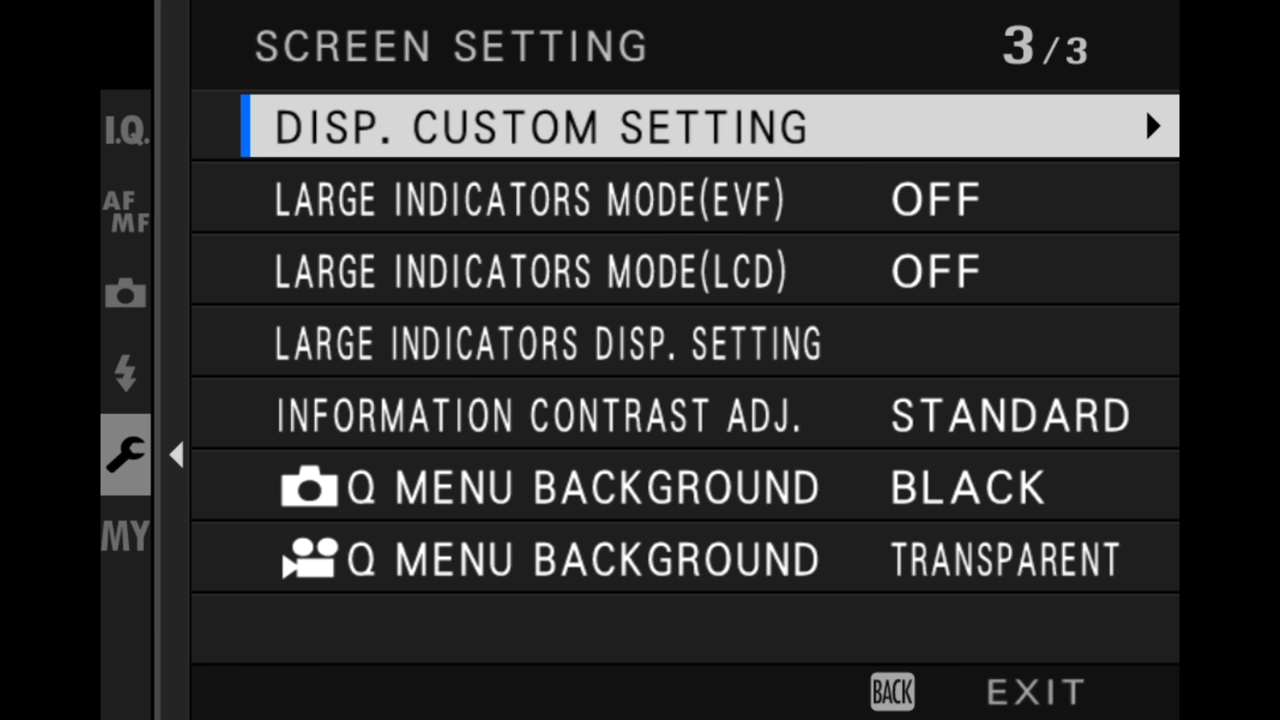 SCREEN SETTING 3/3
I.Q.
DISP. CUSTOM SETTING
AF
MF
LARGE INDICATORS MODE(EVF) OFF
LARGE INDICATORS MODE(LCD) OFF
LARGE INDICATORS DISP. SETTING
INFORMATION CONTRAST ADJ. STANDARD
Q MENU BACKGROUND BLACK
MY
Q MENU BACKGROUND TRANSPARENT
BACK EXIT